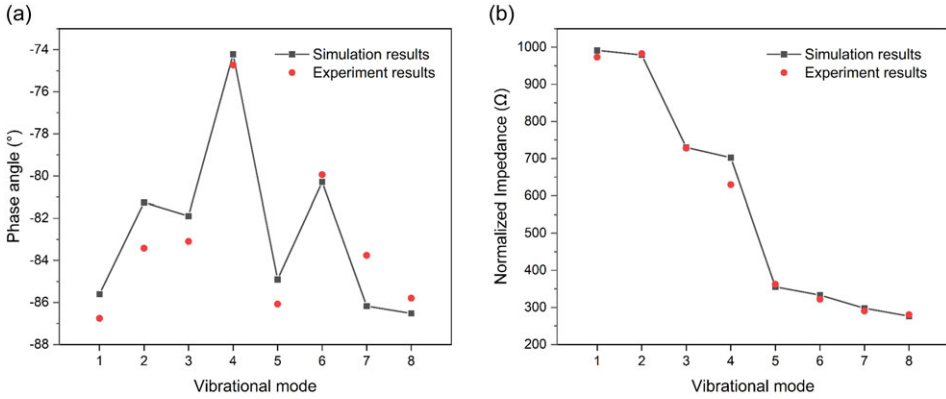 (a)
-74
-76
-78
-80
-82
-84
-86
-88
Phase angle (°)
Simulation results
Experiment results
1 2 3 4 5 6 7 8
Vibrational mode
(b)
1000
900
800
700
600
500
400
300
200
Normalized Impedance (Ω)
Simulation results
Experiment results
1 2 3 4 5 6 7 8
Vibrational mode